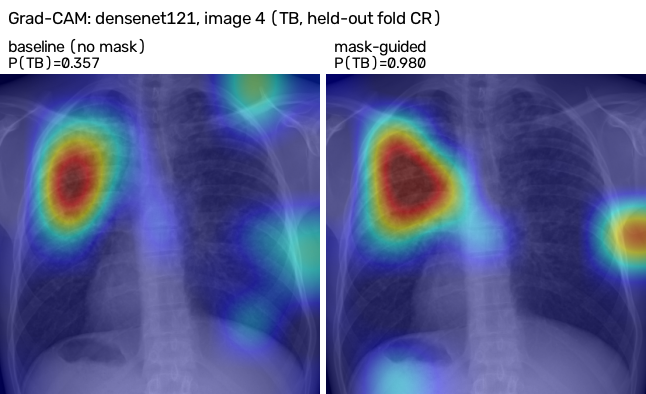 Grad-CAM: densenet121, image 4 (TB, held-out fold CR)
baseline (no mask)
P(TB)=0.357
mask-guided
P(TB)=0.980